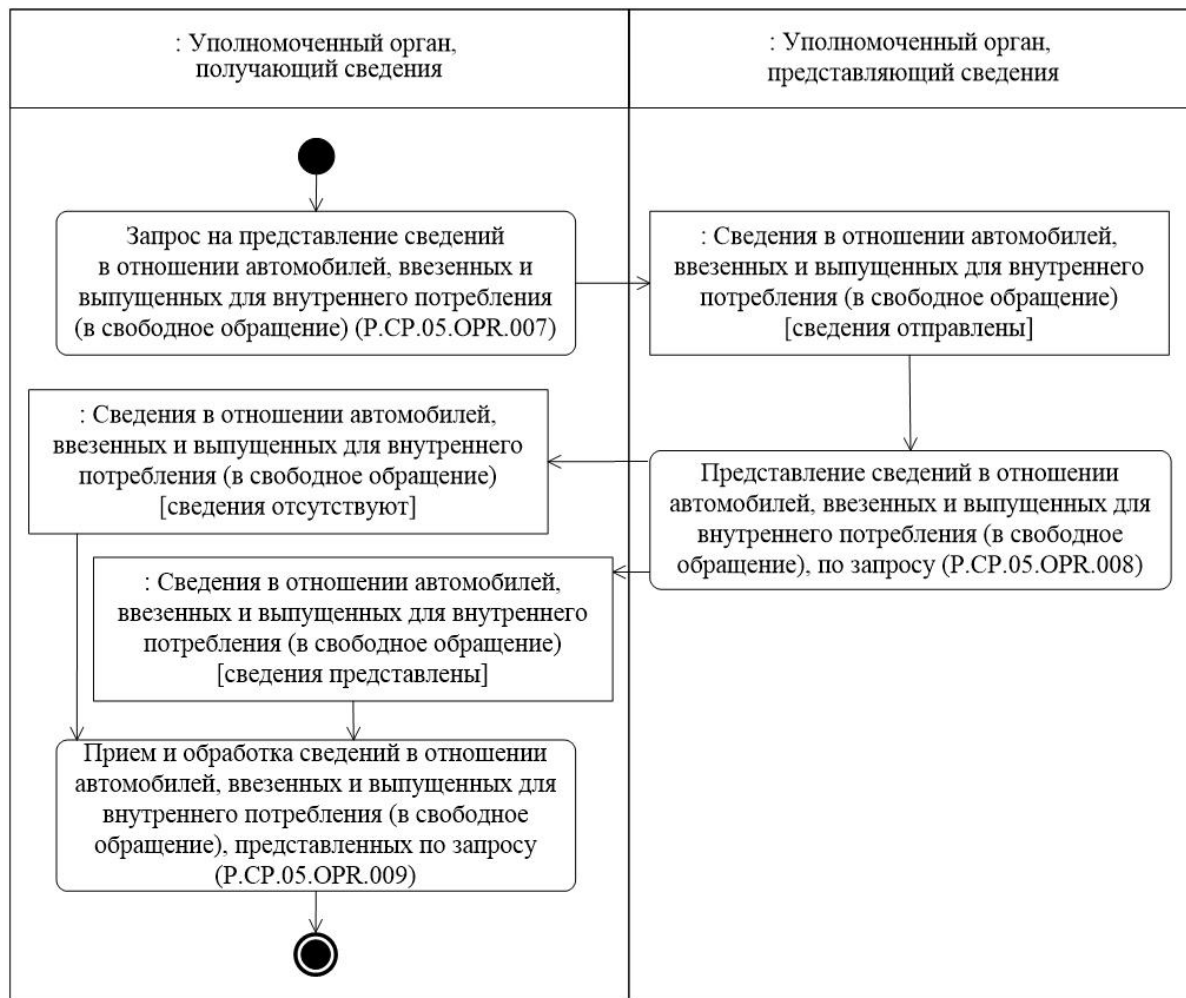 : Уполномоченный орган,
получающий сведения
: Уполномоченный орган,
представляющий сведения
Запрос на представление сведений
в отношении автомобилей, ввезенных и
выпущенных для внутреннего потребления
(в свободное обращение) (P.CP.05.OPR.007)
: Сведения в отношении автомобилей,
ввезенных и выпущенных для внутреннего
потребления (в свободное обращение)
[сведения отправлены]
: Сведения в отношении автомобилей,
ввезенных и выпущенных для внутреннего
потребления (в свободное обращение)
[сведения отсутствуют]
Представление сведений в отношении
автомобилей, ввезенных и выпущенных для
внутреннего потребления (в свободное
обращение), по запросу (P.CP.05.OPR.008)
: Сведения в отношении автомобилей,
ввезенных и выпущенных для внутреннего
потребления (в свободное обращение)
[сведения представлены]
Прием и обработка сведений в отношении
автомобилей, ввезенных и выпущенных для
внутреннего потребления (в свободное
обращение), представленных по запросу
(P.CP.05.OPR.009)